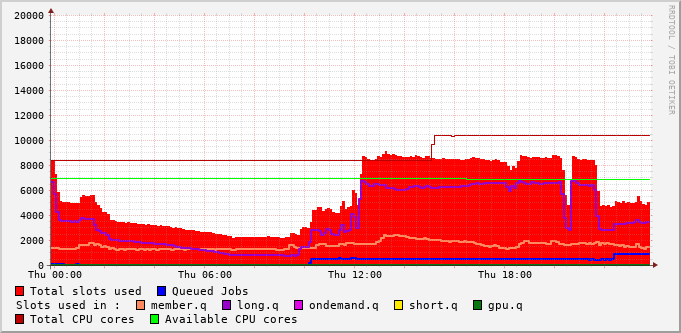 20000
18000
16000
14000
12000
10000
8000
6000
4000
2000
0
Thu 00:00 Thu 06:00 Thu 12:00 Thu 18:00
Total slots used Queued Jobs
Slots used in : member.q long.q ondemand.q short.q gpu.q
Total CPU cores Available CPU cores
RRDTOOL / TOBI OETIKER